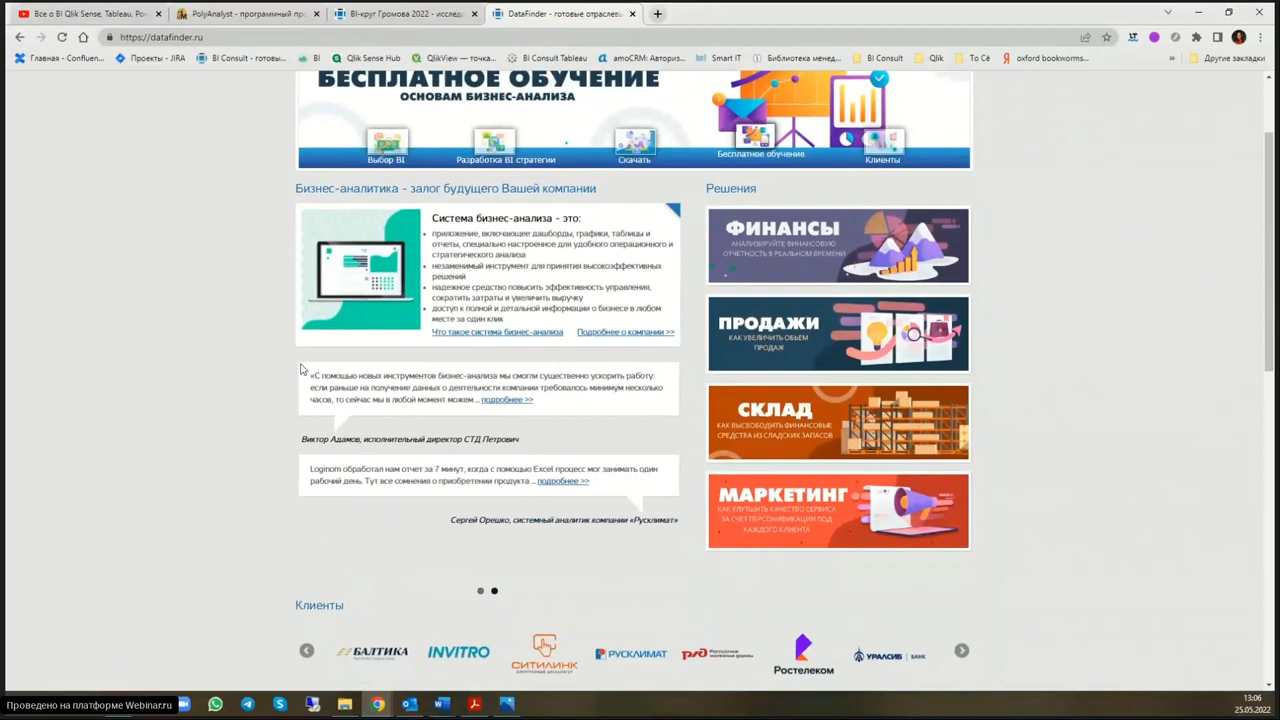 Все о BI Qlik Sense, Tableau, Pow
PolyAnalyst - программный пр
BI-круг Громова 2022 - исслед
DataFinder - готовые отраслевы
https://datafinder.ru
Главная - Confluen...
Проекты - JIRA
BI Consult - готовы...
BI
Qlik Sense Hub
QlikView — точка...
BI Consult Tableau
amoCRM: Авториз...
Smart IT
Библиотека менед...
BI Consult
Qlik
То Сё
oxford bookworms...
»
Другие закладки
БЕСПЛАТНОЕ ОБУЧЕНИЕ
ОСНОВАМ БИЗНЕС-АНАЛИЗА
Выбор BI
Разработка BI стратегии
Скачать
Бесплатное обучение
Клиенты
Бизнес-аналитика - залог будущего Вашей компании
Система бизнес-анализа - это:
• приложение, включающее дашборды, графики, таблицы и
отчеты, специально настроенное для удобного операционного и
стратегического анализа
• незаменимый инструмент для принятия высокоэффективных
решений
• надежное средство повысить эффективность управления,
сократить затраты и увеличить выручку
• доступ к полной и детальной информации о бизнесе в любом
месте за один клик
Что такое система бизнес-анализа
Подробнее о компании >>
«С помощью новых инструментов бизнес-анализа мы смогли существенно ускорить работу:
если раньше на получение данных о деятельности компании требовалось минимум несколько
часов, то сейчас мы в любой момент можем ... подробнее >>
Виктор Адамов, исполнительный директор СТД Петрович
Loginom обработал нам отчет за 7 минут, когда с помощью Excel процесс мог занимать один
рабочий день. Тут все сомнения о приобретении продукта ... подробнее >>
Сергей Орешко, системный аналитик компании «Русклимат»
Решения
ФИНАНСЫ
АНАЛИЗИРУЙТЕ ФИНАНСОВУЮ
ОТЧЕТНОСТЬ В РЕАЛЬНОМ ВРЕМЕНИ
ПРОДАЖИ
КАК УВЕЛИЧИТЬ ОБЪЕМ
ПРОДАЖ
СКЛАД
КАК ВЫСВОБОДИТЬ ФИНАНСОВЫЕ
СРЕДСТВА ИЗ СЛАДСКИХ ЗАПАСОВ
МАРКЕТИНГ
КАК УЛУЧШИТЬ КАЧЕСТВО СЕРВИСА
ЗА СЧЕТ ПЕРСОНИФИКАЦИИ ПОД
КАЖДОГО КЛИЕНТА
Клиенты
БАЛТИКА
INVITRO
СИТИЛИНК
РУСКЛИМАТ
РЖД Российские железные дороги
Ростелеком
УРАЛСИБ БАНК
Проведено на платформе Webinar.ru
13:06
25.05.2022